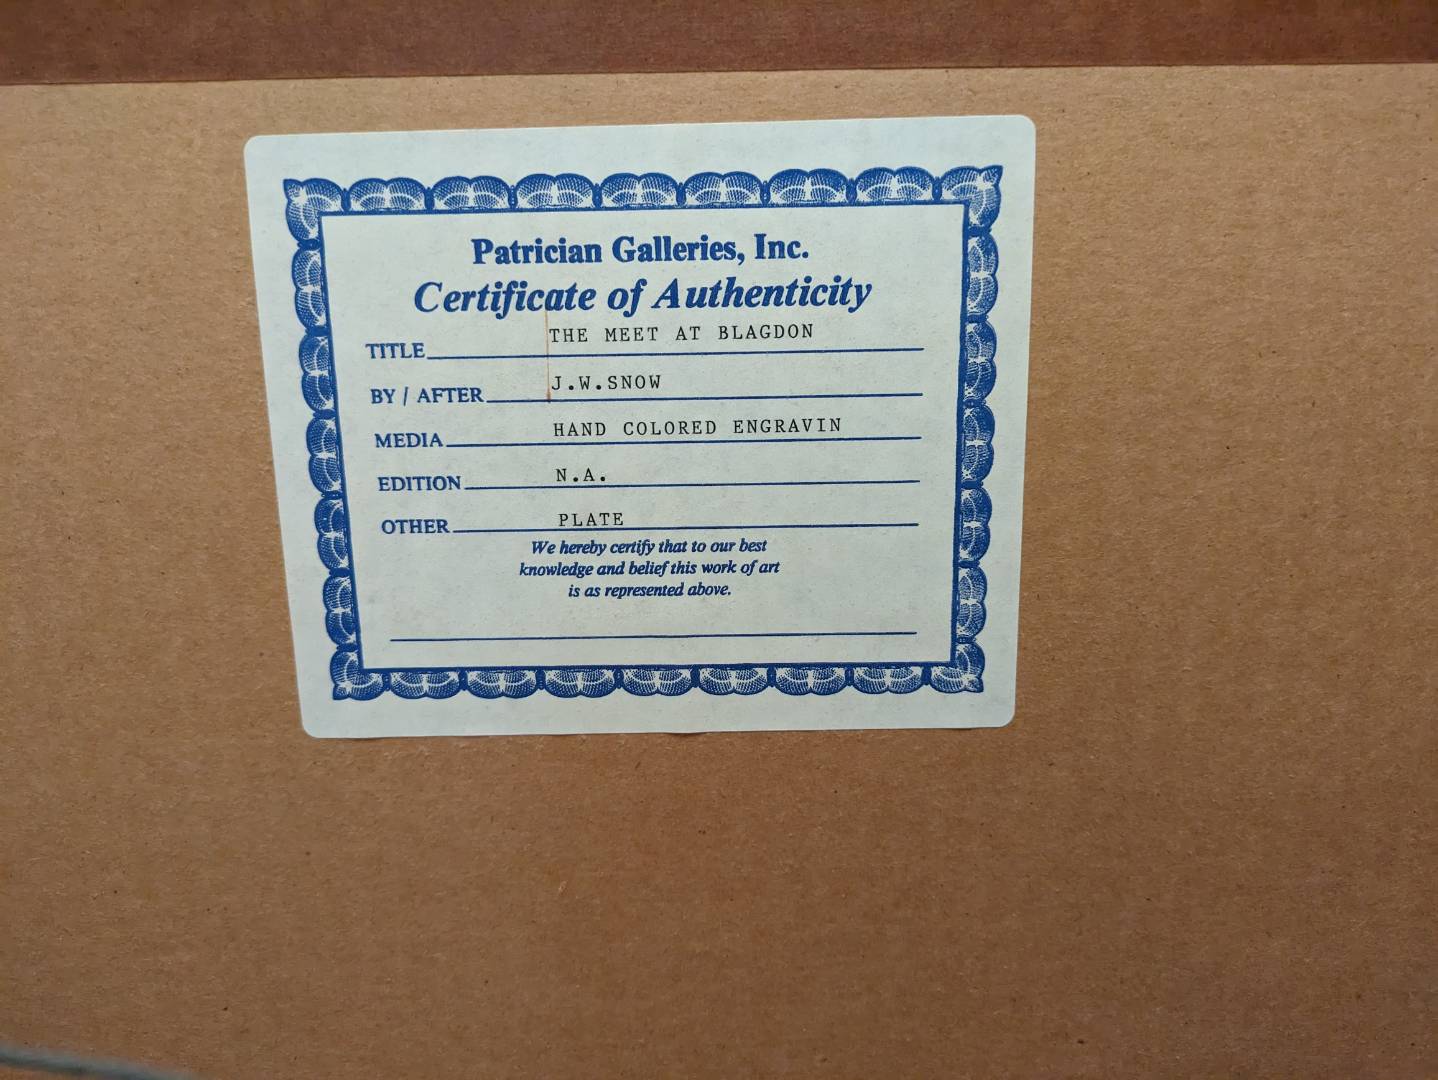 Patrician Galleries, Inc.
Certificate of Authenticity
TITLE THE MEET AT BLAGDON
BY / AFTER J.W.SNOW
MEDIA HAND COLORED ENGRAVIN
EDITION N.A.
OTHER PLATE
We hereby certify that to our best
knowledge and belief this work of art
is as represented above.